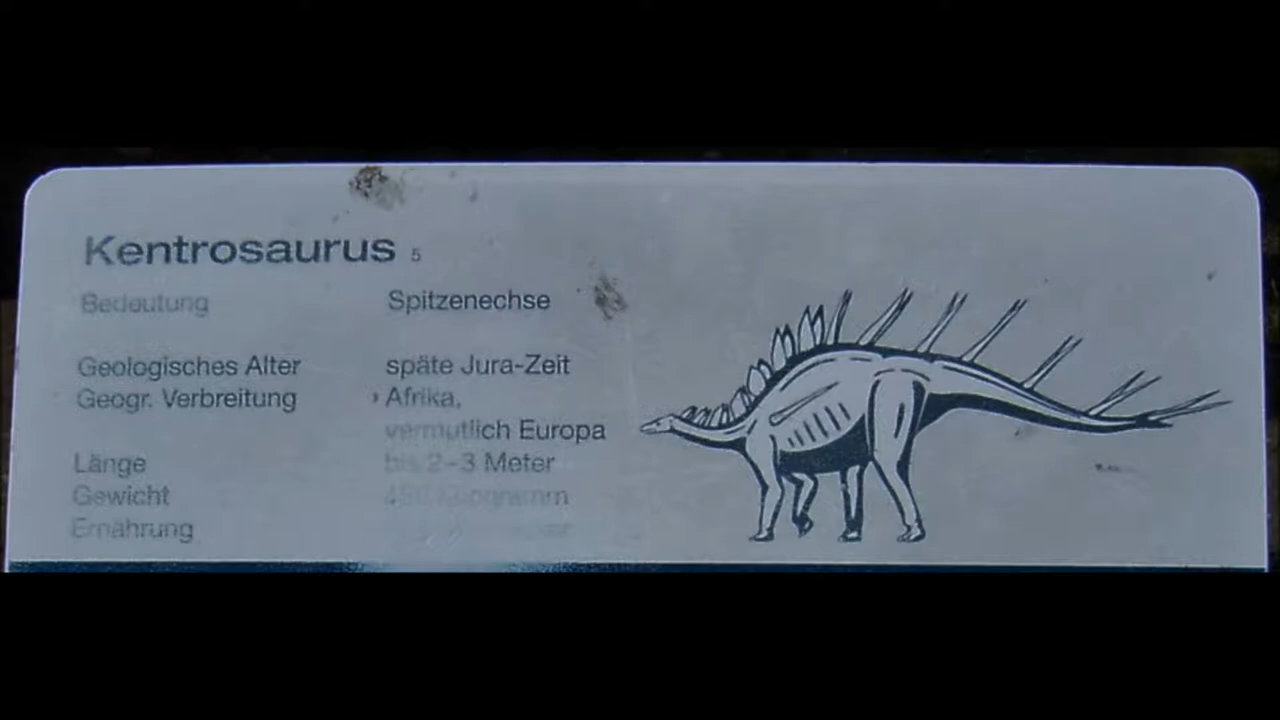 Kentrosaurus 5
Bedeutung Spitzenechse
Geologisches Alter späte Jura-Zeit
Geogr. Verbreitung Afrika,
vermutlich Europa
Länge bis 2-3 Meter
Gewicht Kilogramm
Ernährung